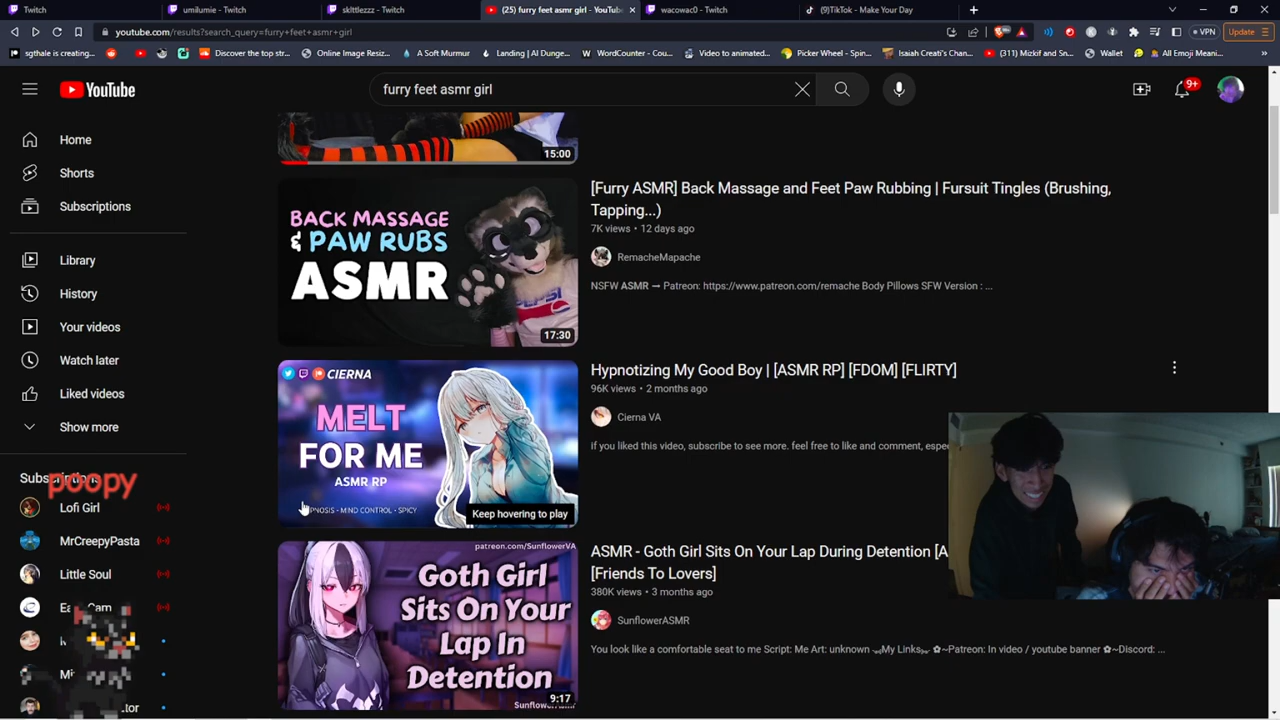 Twitch
umilumie - Twitch
skittlezzz - Twitch
(25) furry feet asmr girl - YouTube
wacowac0 - Twitch
(9)TikTok - Make Your Day
youtube.com/results?search_query=furry+feet+asmr+girl
VPN
Update
sgthale is creating...
Discover the top str...
Online Image Resiz...
A Soft Murmur
Landing | AI Dunge...
WordCounter - Cou...
Video to animated...
Picker Wheel - Spin...
Isaiah Creati's Chan...
(311) Mizkif and Sn...
Wallet
All Emoji Meani...
YouTube
furry feet asmr girl
9+
Home
Shorts
Subscriptions
Library
History
Your videos
Watch later
Liked videos
Show more
Subscriptions
poopy
Lofi Girl
MrCreepyPasta
Little Soul
15:00
BACK MASSAGE
& PAW RUBS
ASMR
PEPSI
17:30
[Furry ASMR] Back Massage and Feet Paw Rubbing | Fursuit Tingles (Brushing,
Tapping...)
7K views • 12 days ago
RemacheMapache
NSFW ASMR ➞ Patreon: https://www.patreon.com/remache Body Pillows SFW Version : ...
CIERNA
MELT
FOR ME
ASMR RP
HYPNOSIS - MIND CONTROL - SPICY
Keep hovering to play
Hypnotizing My Good Boy | [ASMR RP] [FDOM] [FLIRTY]
96K views • 2 months ago
Cierna VA
if you liked this video, subscribe to see more. feel free to like and comment, espe
patreon.com/SunflowerVA
Goth Girl
Sits On Your
Lap In
Detention
9:17
ASMR - Goth Girl Sits On Your Lap During Detention [A
[Friends To Lovers]
380K views • 3 months ago
SunflowerASMR
You look like a comfortable seat to me Script: Me Art: unknown My Links Patreon: In video / youtube banner ✿~Discord: ...